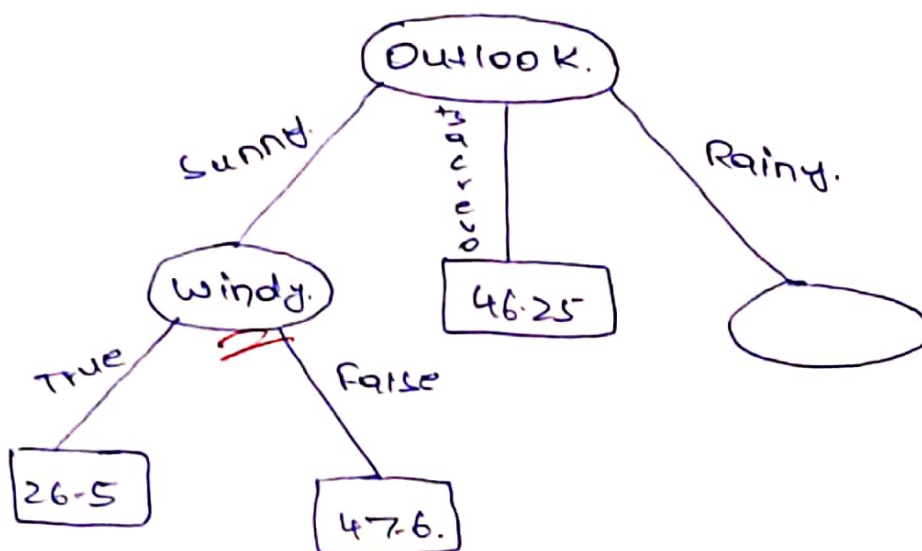 Outlook.
Sunny.
overcast
Rainy.
Windy.
46.25
True
False
26.5
47.6.